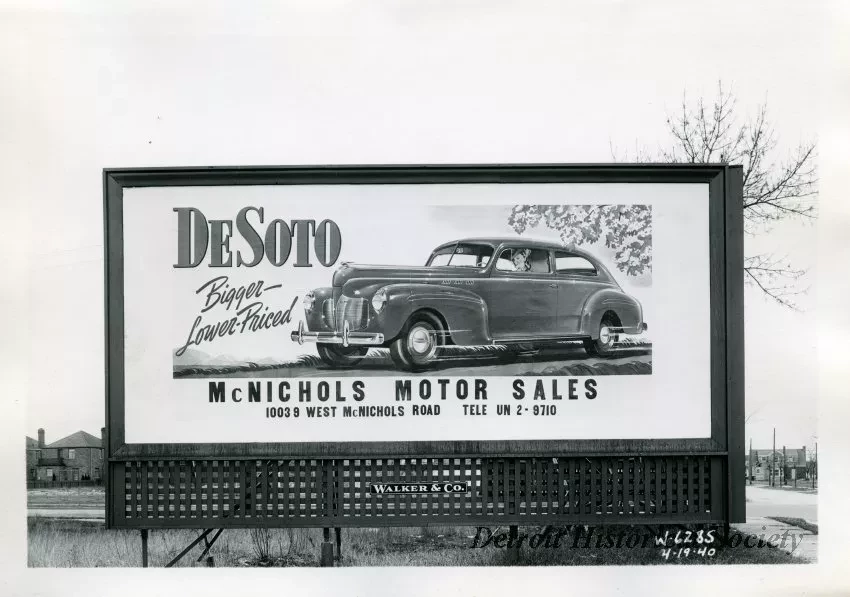 DeSoto
Bigger–
Lower-Priced
McNICHOLS MOTOR SALES
10039 WEST McNICHOLS ROAD TELE UN 2-9710
WALKER & CO.
Detroit Historical Society
W-6285
4-19-40